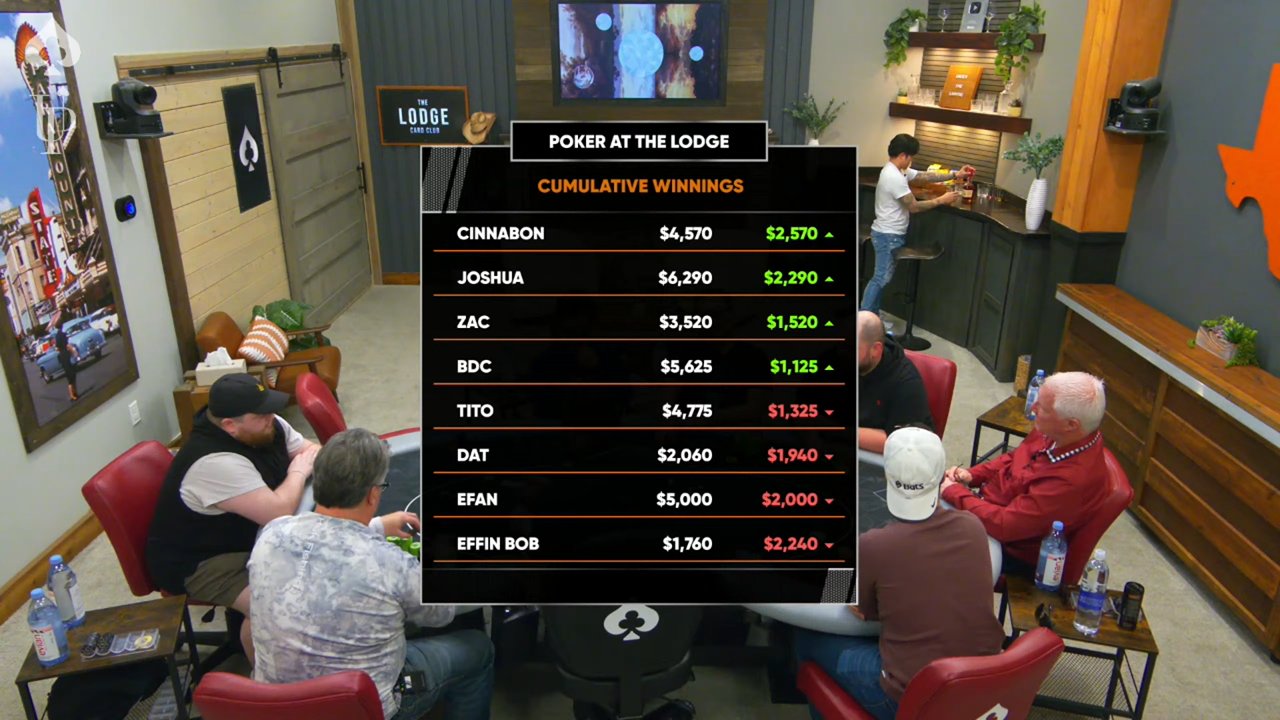 THE
LODGE
CARD CLUB
POKER AT THE LODGE
CUMULATIVE WINNINGS
CINNABON $4,570 $2,570
JOSHUA $6,290 $2,290
ZAC $3,520 $1,520
BDC $5,625 $1,125
TITO $4,775 $1,325
DAT $2,060 $1,940
EFAN $5,000 $2,000
EFFIN BOB $1,760 $2,240
STATE
evian